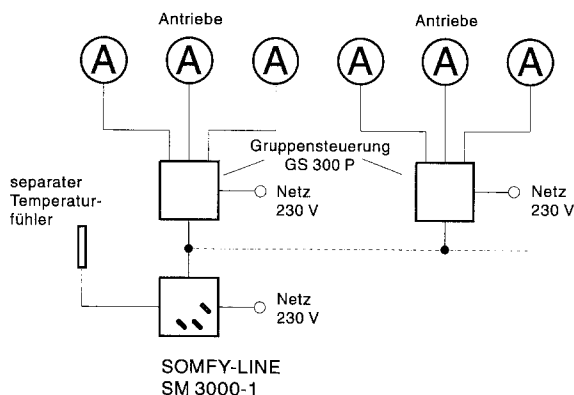 Antriebe
Antriebe
A
A
A
A
A
A
Gruppensteuerung
GS 300 P
separater
Temperatur-
fühler
Netz
230 V
Netz
230 V
Netz
230 V
SOMFY-LINE
SM 3000-1